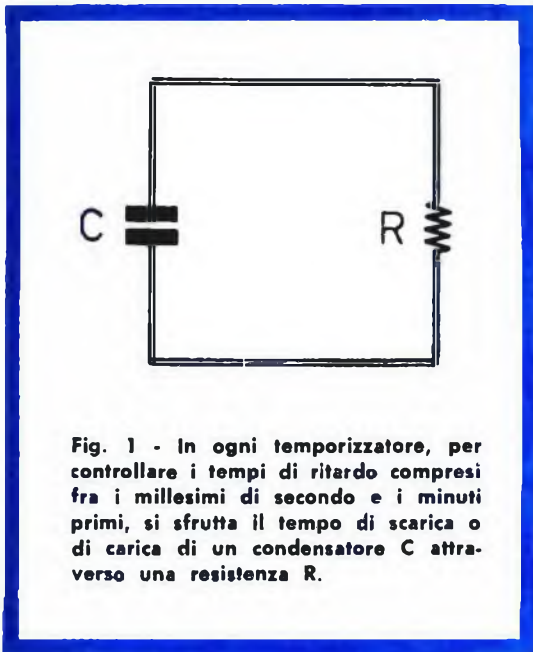 C R
Fig. 1 - In ogni temporizzatore, per
controllare i tempi di ritardo compresi
fra i millesimi di secondo e i minuti
primi, si sfrutta il tempo di scarica o
di carica di un condensatore C attra-
verso una resistenza R.